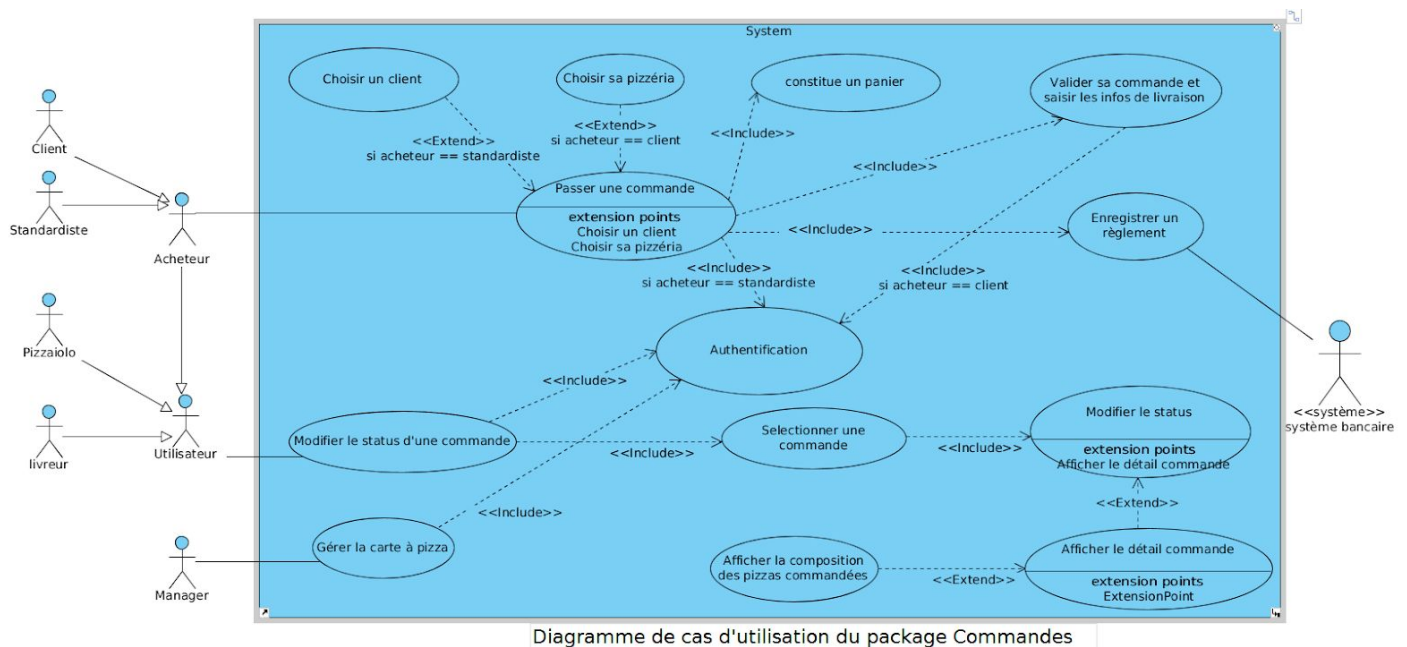 System
Choisir un client
Choisir sa pizzéria
constitue un panier
Valider sa commande et
saisir les infos de livraison
<<Extend>>
si acheteur == standardiste
<<Extend>>
si acheteur == client
<<Include>>
<<Include>>
Client
Standardiste
Acheteur
Passer une commande
extension points
Choisir un client
Choisir sa pizzéria
<<Include>>
Enregistrer un
règlement
<<Include>>
si acheteur == standardiste
<<Include>>
si acheteur == client
Pizzaiolo
Authentification
<<Include>>
livreur
Utilisateur
Modifier le status d'une commande
<<Include>>
Selectionner une
commande
<<Include>>
Modifier le status
extension points
Afficher le détail commande
<<système>>
système bancaire
<<Include>>
<<Extend>>
Manager
Gérer la carte à pizza
Afficher la composition
des pizzas commandées
<<Extend>>
Afficher le détail commande
extension points
ExtensionPoint
Diagramme de cas d'utilisation du package Commandes